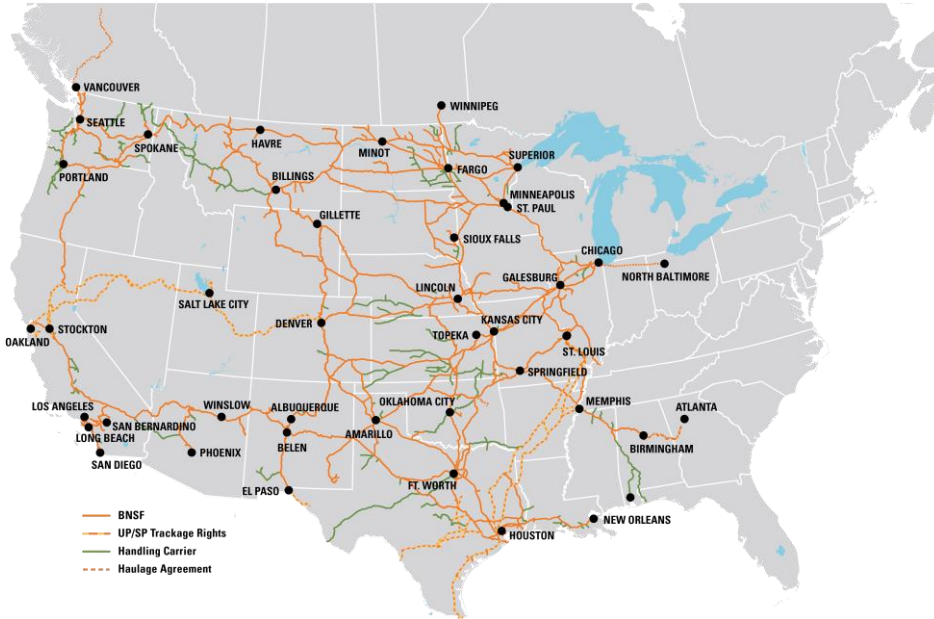 VANCOUVER
WINNIPEG
SEATTLE
SPOKANE
HAVRE
MINOT
SUPERIOR
FARGO
PORTLAND
BILLINGS
MINNEAPOLIS
ST. PAUL
GILLETTE
SIOUX FALLS
CHICAGO
NORTH BALTIMORE
GALESBURG
LINCOLN
SALT LAKE CITY
DENVER
KANSAS CITY
TOPEKA
OAKLAND
STOCKTON
ST. LOUIS
SPRINGFIELD
LOS ANGELES
WINSLOW
ALBUQUERQUE
OKLAHOMA CITY
MEMPHIS
ATLANTA
SAN BERNARDINO
LONG BEACH
AMARILLO
BELEN
BIRMINGHAM
SAN DIEGO
PHOENIX
EL PASO
FT. WORTH
NEW ORLEANS
HOUSTON
BNSF
UP/SP Trackage Rights
Handling Carrier
Haulage Agreement